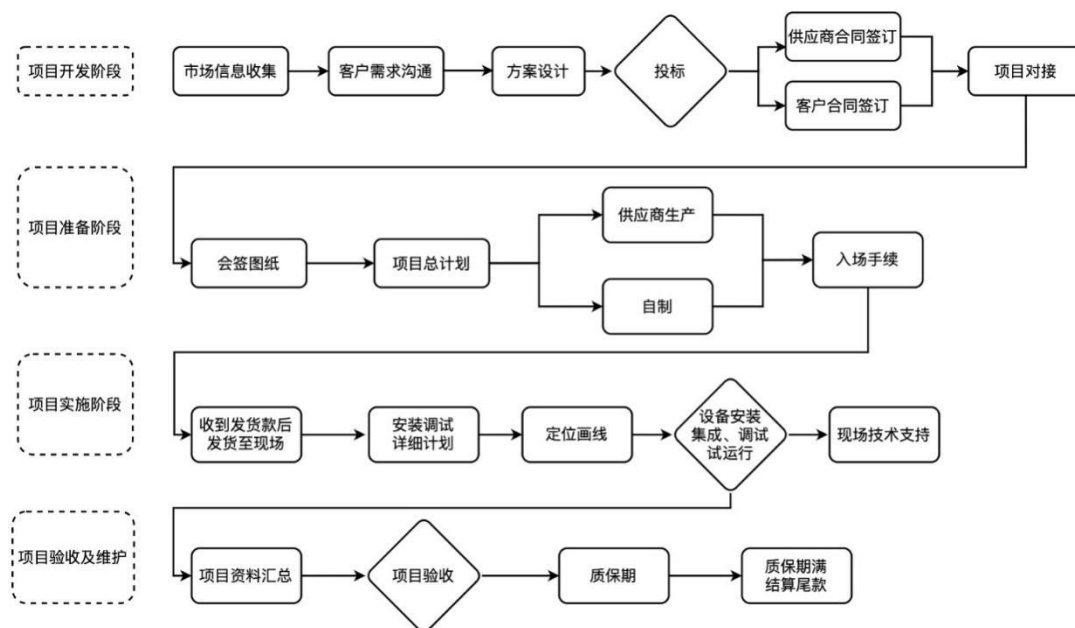 项目开发阶段
市场信息收集
客户需求沟通
方案设计
投标
供应商合同签订
客户合同签订
项目对接
项目准备阶段
会签图纸
项目总计划
供应商生产
自制
入场手续
项目实施阶段
收到发货款后
发货至现场
安装调试
详细计划
定位画线
设备安装
集成、调试
试运行
现场技术支持
项目验收及维护
项目资料汇总
项目验收
质保期
质保期满
结算尾款